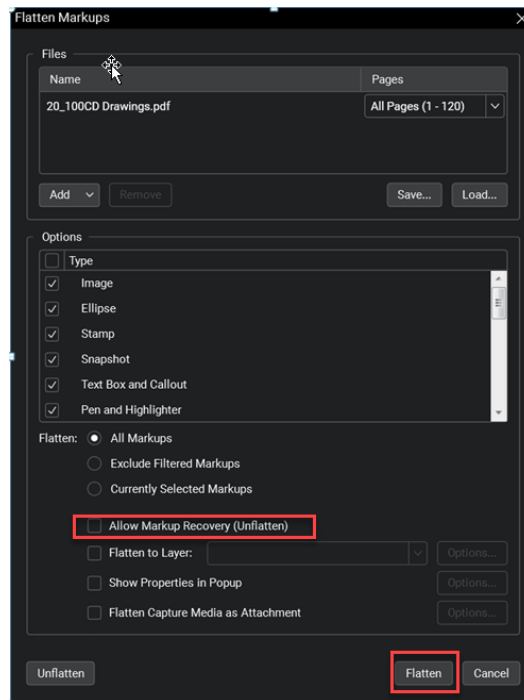 Flatten Markups
Files
Name Pages
20_100CD Drawings.pdf All Pages (1 - 120)
Add Remove Save... Load...
Options
Type
Image
Ellipse
Stamp
Snapshot
Text Box and Callout
Pen and Highlighter
Flatten: All Markups
Exclude Filtered Markups
Currently Selected Markups
Allow Markup Recovery (Unflatten)
Flatten to Layer: Options...
Show Properties in Popup Options...
Flatten Capture Media as Attachment Options...
Unflatten Flatten Cancel